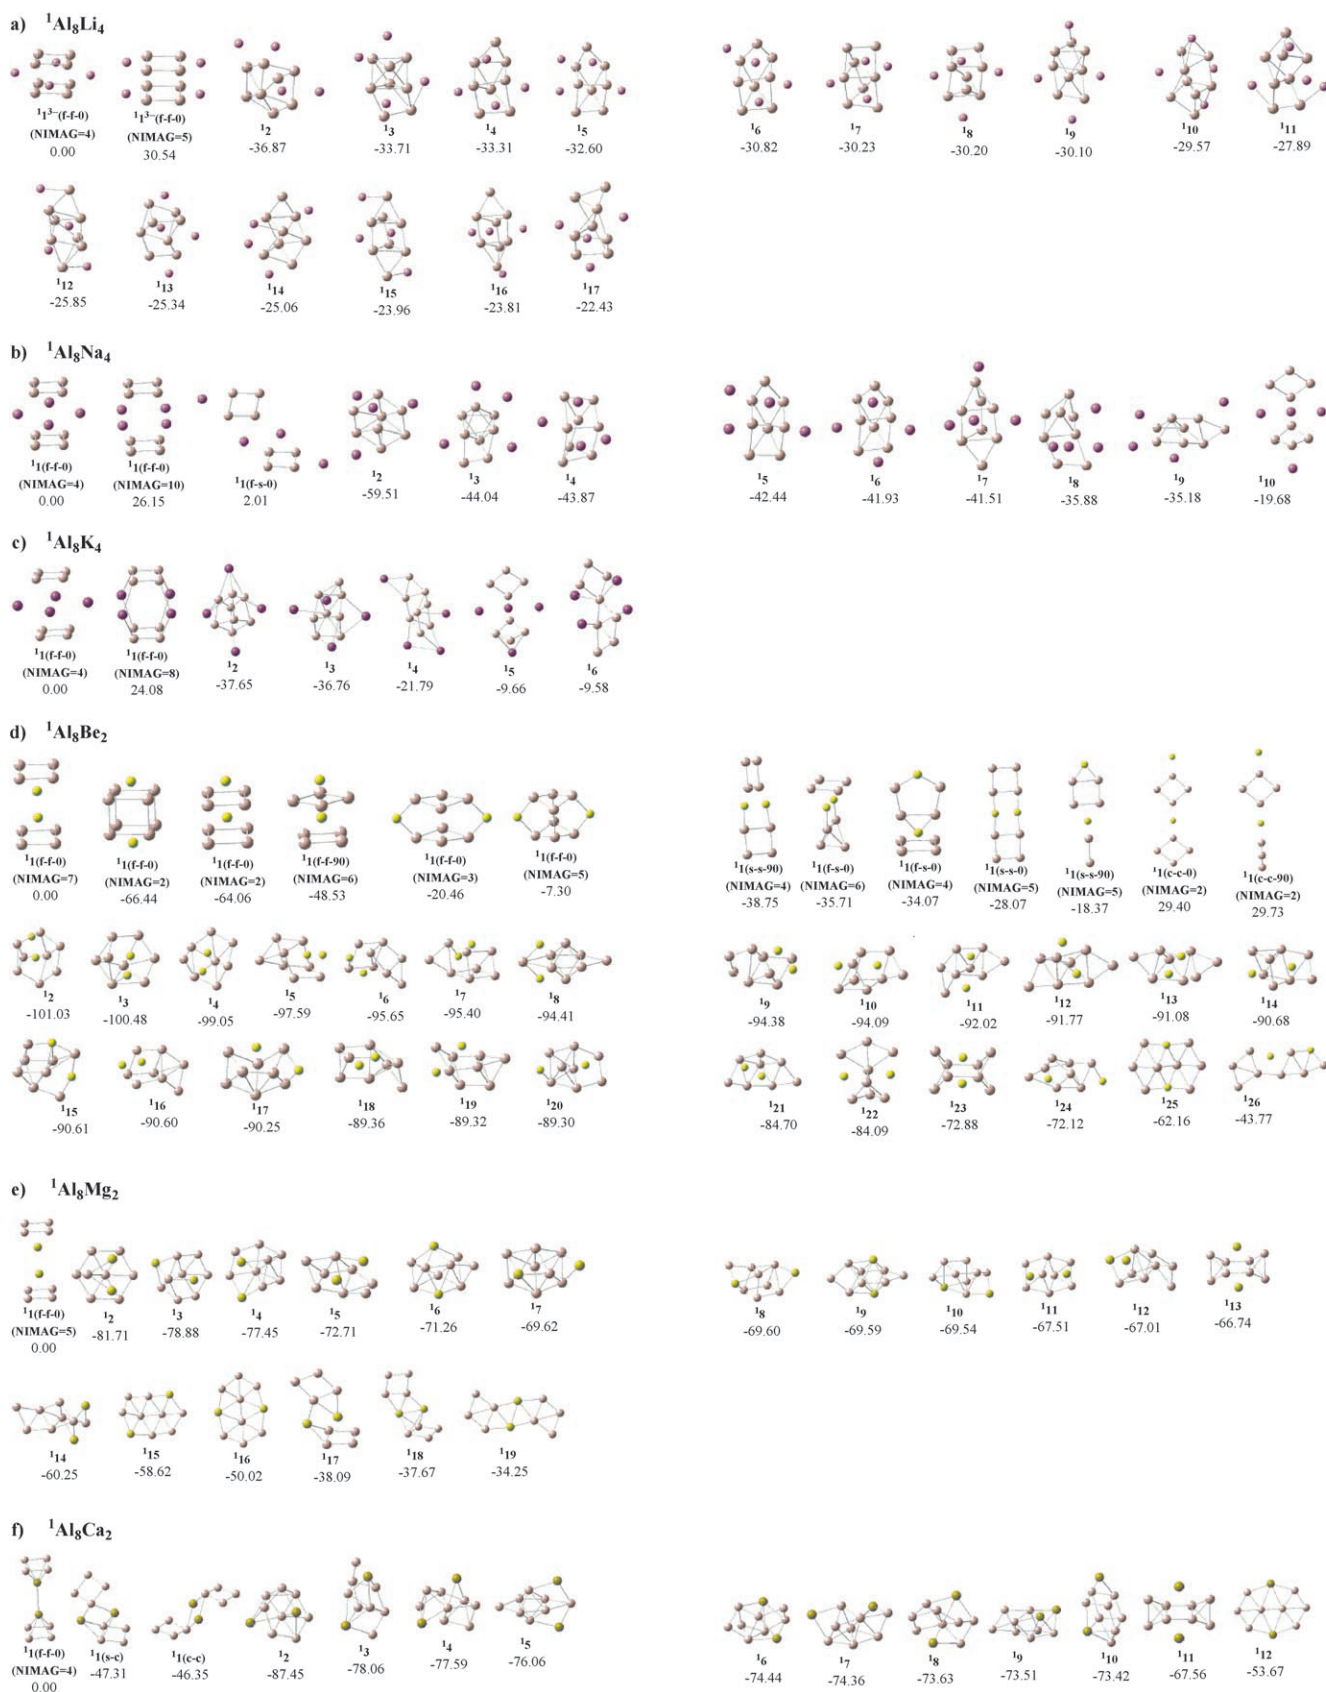 a) ¹Al₈Li₄
¹1³⁻(f-f-0) ¹1³⁻(f-f-0) ¹2 ¹3 ¹4 ¹5 ¹6 ¹7 ¹8 ¹9 ¹10 ¹11
(NIMAG=4) (NIMAG=5) -36.87 -33.71 -33.31 -32.60 -30.82 -30.23 -30.20 -30.10 -29.57 -27.89
0.00 30.54
¹12 ¹13 ¹14 ¹15 ¹16 ¹17
-25.85 -25.34 -25.06 -23.96 -23.81 -22.43
b) ¹Al₈Na₄
¹1(f-f-0) ¹1(f-f-0) ¹1(f-s-0) ¹2 ¹3 ¹4 ¹5 ¹6 ¹7 ¹8 ¹9 ¹10
(NIMAG=4) (NIMAG=10) 2.01 -59.51 -44.04 -43.87 -42.44 -41.93 -41.51 -35.88 -35.18 -19.68
0.00 26.15
c) ¹Al₈K₄
¹1(f-f-0) ¹1(f-f-0) ¹2 ¹3 ¹4 ¹5 ¹6
(NIMAG=4) (NIMAG=8) -37.65 -36.76 -21.79 -9.66 -9.58
0.00 24.08
d) ¹Al₈Be₂
¹1(f-f-0) ¹1(f-f-0) ¹1(f-f-0) ¹1(f-f-90) ¹1(f-f-0) ¹1(f-f-0) ¹1(s-s-90) ¹1(f-s-0) ¹1(f-s-0) ¹1(s-s-0) ¹1(s-s-90) ¹1(c-c-0) ¹1(c-c-90)
(NIMAG=7) (NIMAG=2) (NIMAG=2) (NIMAG=6) (NIMAG=3) (NIMAG=5) (NIMAG=4) (NIMAG=6) (NIMAG=4) (NIMAG=5) (NIMAG=5) (NIMAG=2) (NIMAG=2)
0.00 -66.44 -64.06 -48.53 -20.46 -7.30 -38.75 -35.71 -34.07 -28.07 -18.37 29.40 29.73
¹2 ¹3 ¹4 ¹5 ¹6 ¹7 ¹8 ¹9 ¹10 ¹11 ¹12 ¹13 ¹14
-101.03 -100.48 -99.05 -97.59 -95.65 -95.40 -94.41 -94.38 -94.09 -92.02 -91.77 -91.08 -90.68
¹15 ¹16 ¹17 ¹18 ¹19 ¹20 ¹21 ¹22 ¹23 ¹24 ¹25 ¹26
-90.61 -90.60 -90.25 -89.36 -89.32 -89.30 -84.70 -84.09 -72.88 -72.12 -62.16 -43.77
e) ¹Al₈Mg₂
¹1(f-f-0) ¹2 ¹3 ¹4 ¹5 ¹6 ¹7 ¹8 ¹9 ¹10 ¹11 ¹12 ¹13
(NIMAG=5) -81.71 -78.88 -77.45 -72.71 -71.26 -69.62 -69.60 -69.59 -69.54 -67.51 -67.01 -66.74
0.00
¹14 ¹15 ¹16 ¹17 ¹18 ¹19
-60.25 -58.62 -50.02 -38.09 -37.67 -34.25
f) ¹Al₈Ca₂
¹1(f-f-0) ¹1(s-c) ¹1(c-c) ¹2 ¹3 ¹4 ¹5 ¹6 ¹7 ¹8 ¹9 ¹10 ¹11 ¹12
(NIMAG=4) -47.31 -46.35 -87.45 -78.06 -77.59 -76.06 -74.44 -74.36 -73.63 -73.51 -73.42 -67.56 -53.67
0.00